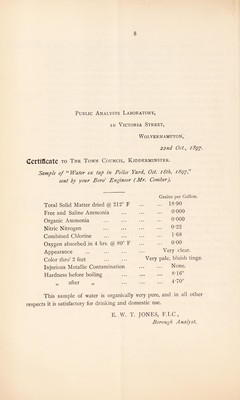 8
Public Analysts Laboratory,
10 Victoria Street,
Wolverhampton,
22nd Oct., 1897.
Certificate to The Town Council, Kidderminster.
Sample of "Water ex tap in Police Yard, Oct. 16th, 1897."
sent by your Boro' Engineer (Mr. Comber).
Grains per Gallon.
Total Solid Matter dried @ 212° F ... ... 18·90
Free and Saline Ammonia ... ... ... 0·000
Organic Ammonia ... ... ... ... 0·000
Nitric Nitrogen ... ... ... ... 0·22
Combined Chlorine ... ... ... ... 1·68
Oxygen absorbed in 4 hrs. @ 80° F ... ... 0·00
Appearance ... ... ... ... Very clear.
Color thro' 2 feet ... ... Very pale, bluish tinge.
Injurious Metallic Contamination ... ... None.
Hardness before boiling ... ... ... 8·16°
„ after „ ... ... ... 4·70°
This sample of water is organically very pure, and in all other
respects it is satisfactory for drinking and domestic use.
E. W. T. JONES, F.I.C.,
Borough Analyst.